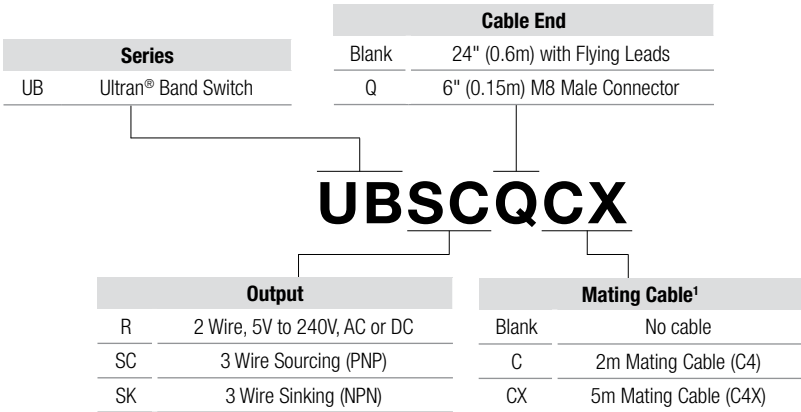 Cable End
Blank 24" (0.6m) with Flying Leads
Q 6" (0.15m) M8 Male Connector
Series
UB Ultran® Band Switch
UBSCQCX
Output
R 2 Wire, 5V to 240V, AC or DC
SC 3 Wire Sourcing (PNP)
SK 3 Wire Sinking (NPN)
Mating Cable¹
Blank No cable
C 2m Mating Cable (C4)
CX 5m Mating Cable (C4X)